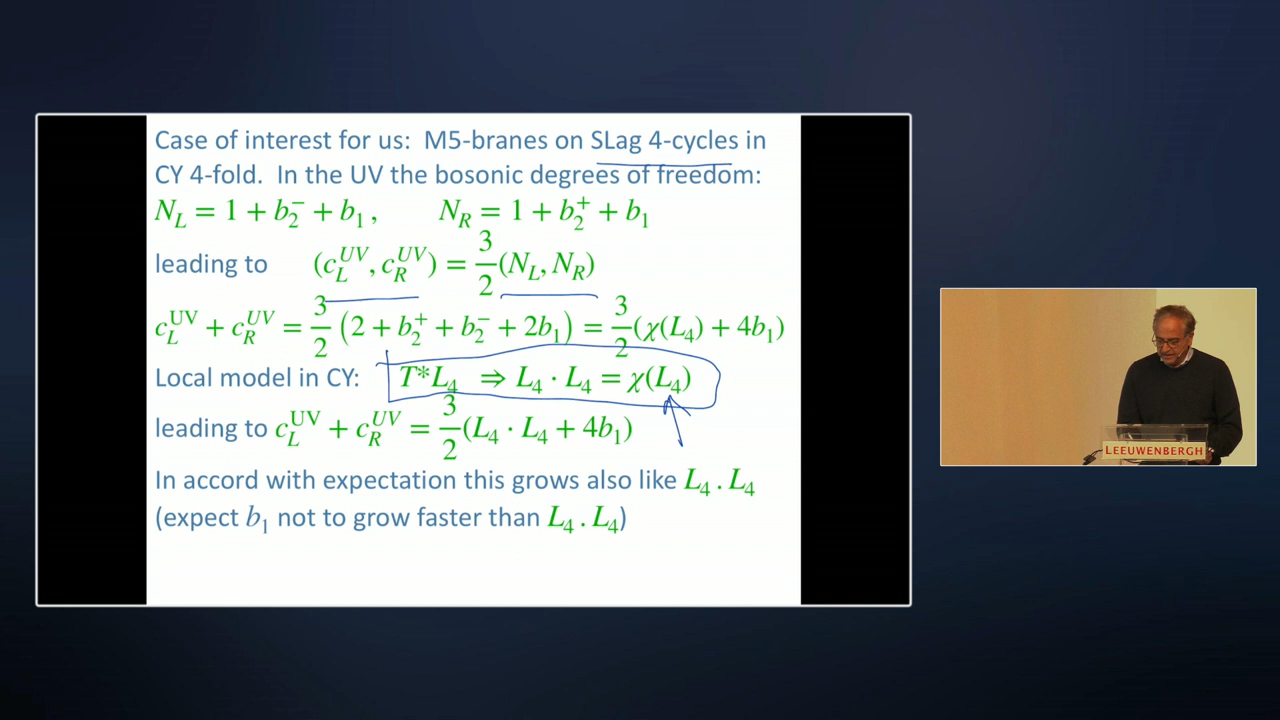 Case of interest for us: M5-branes on SLag 4-cycles in
CY 4-fold. In the UV the bosonic degrees of freedom:
N_L = 1 + b_2^- + b_1 , N_R = 1 + b_2^+ + b_1
leading to (c_L^{UV}, c_R^{UV}) = \frac{3}{2}(N_L, N_R)
c_L^{UV} + c_R^{UV} = \frac{3}{2}(2 + b_2^+ + b_2^- + 2b_1) = \frac{3}{2}(χ(L_4) + 4b_1)
Local model in CY: T*L_4 ⇒ L_4 · L_4 = χ(L_4)
leading to c_L^{UV} + c_R^{UV} = \frac{3}{2}(L_4 · L_4 + 4b_1)
In accord with expectation this grows also like L_4 . L_4
(expect b_1 not to grow faster than L_4 . L_4)
LEEUWENBERGH